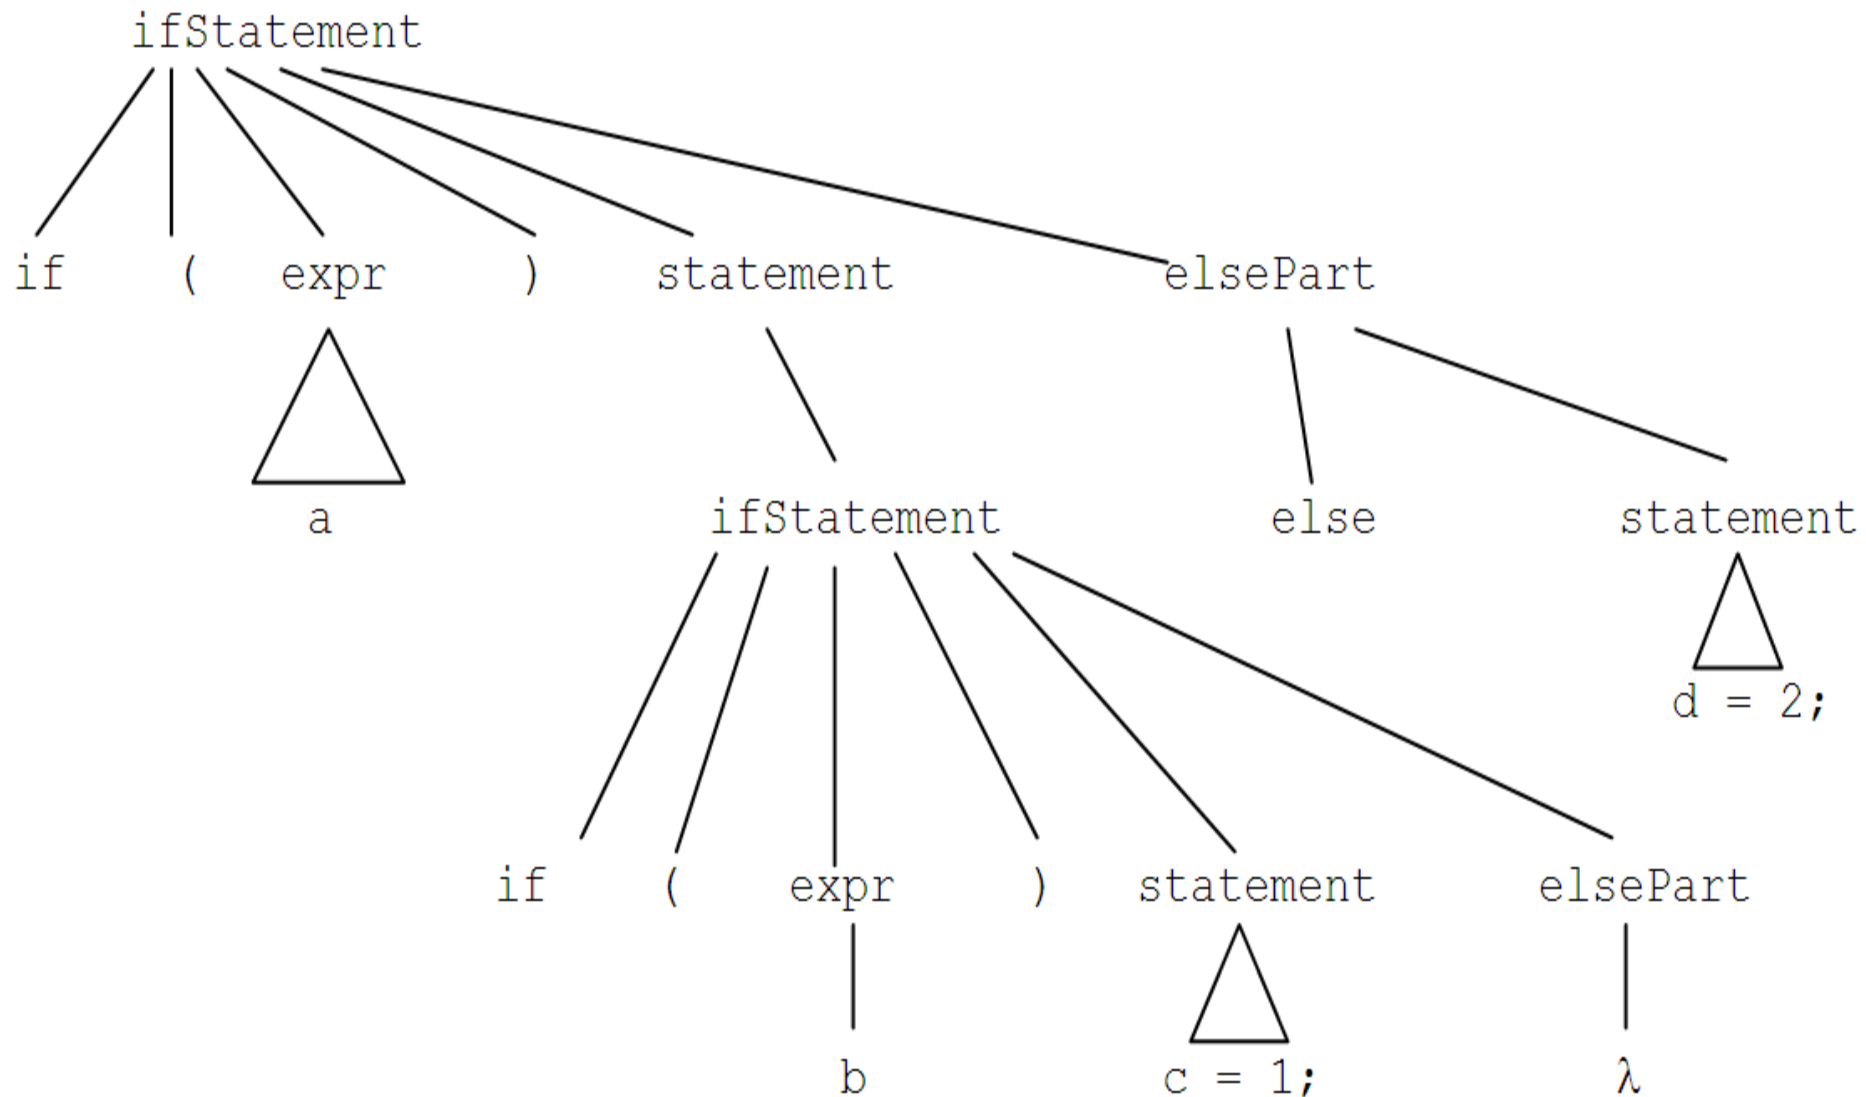 ifStatement
if ( expr ) statement elsePart
a ifStatement else statement
d = 2;
if ( expr ) statement elsePart
b c = 1; λ